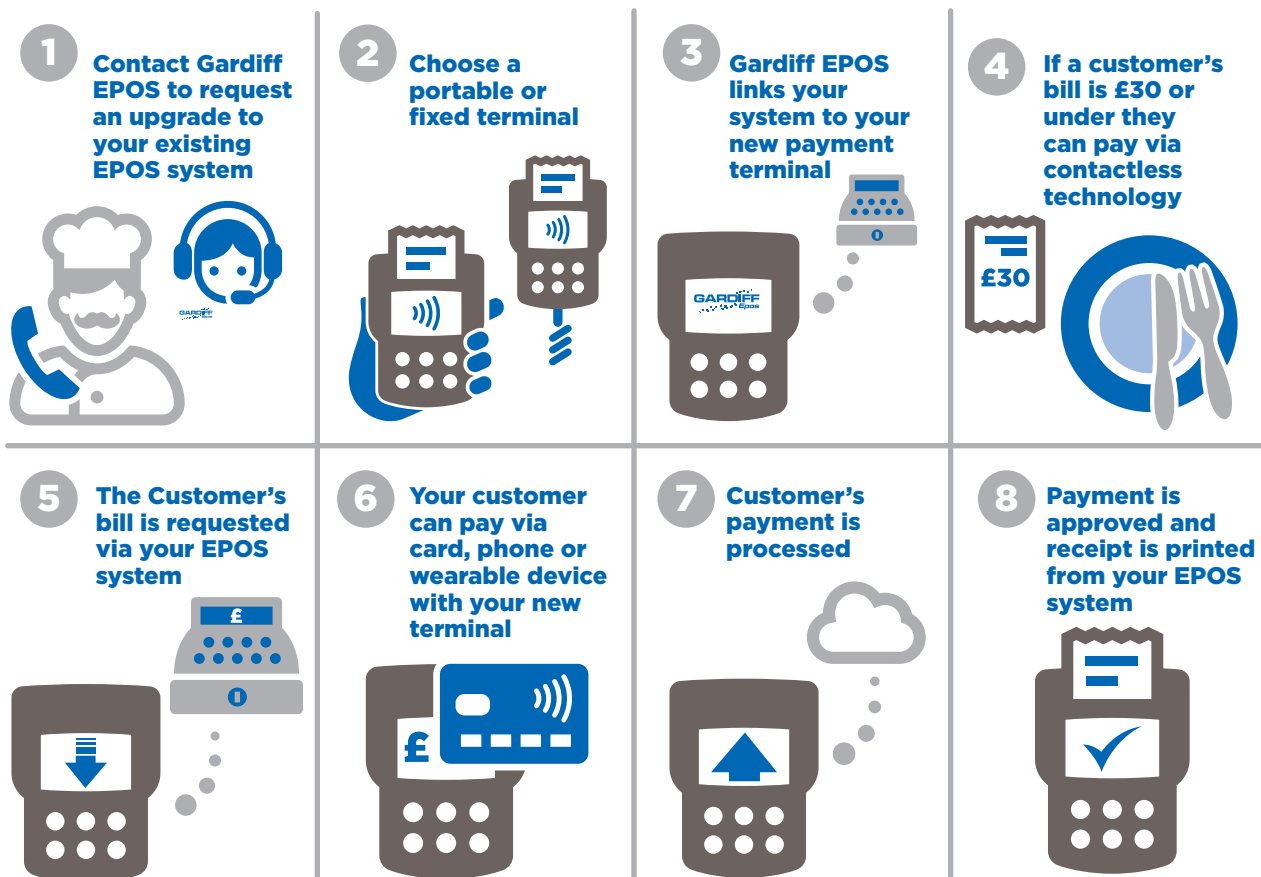 1
Contact Gardiff
EPOS to request
an upgrade to
your existing
EPOS system
GARDIFF
Epos
2
Choose a
portable or
fixed terminal
3
Gardiff EPOS
links your
system to your
new payment
terminal
GARDIFF
Epos
4
If a customer's
bill is £30 or
under they
can pay via
contactless
technology
£30
5
The Customer's
bill is requested
via your EPOS
system
£
6
Your customer
can pay via
card, phone or
wearable device
with your new
terminal
£
7
Customer's
payment is
processed
8
Payment is
approved and
receipt is printed
from your EPOS
system